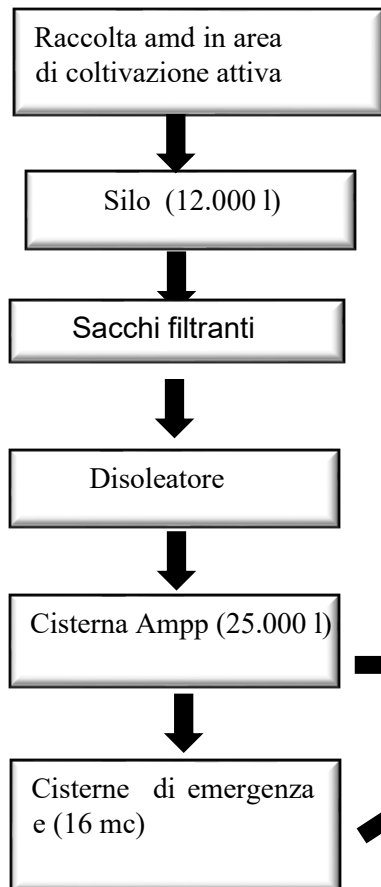 Raccolta amd in area
di coltivazione attiva
Silo (12.000 l)
Sacchi filtranti
Disoleatore
Cisterna Ampp (25.000 l)
Cisterne di emergenza
e (16 mc)